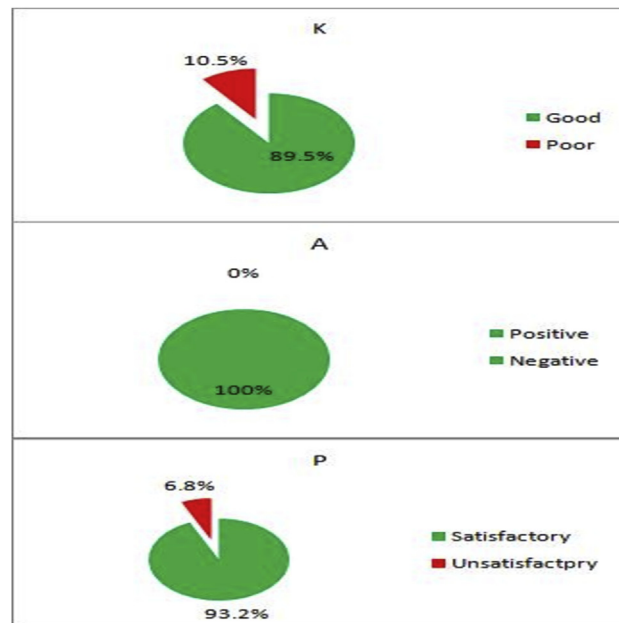 K
10.5%
89.5%
Good
Poor
A
0%
100%
Positive
Negative
P
6.8%
93.2%
Satisfactory
Unsatisfactpry